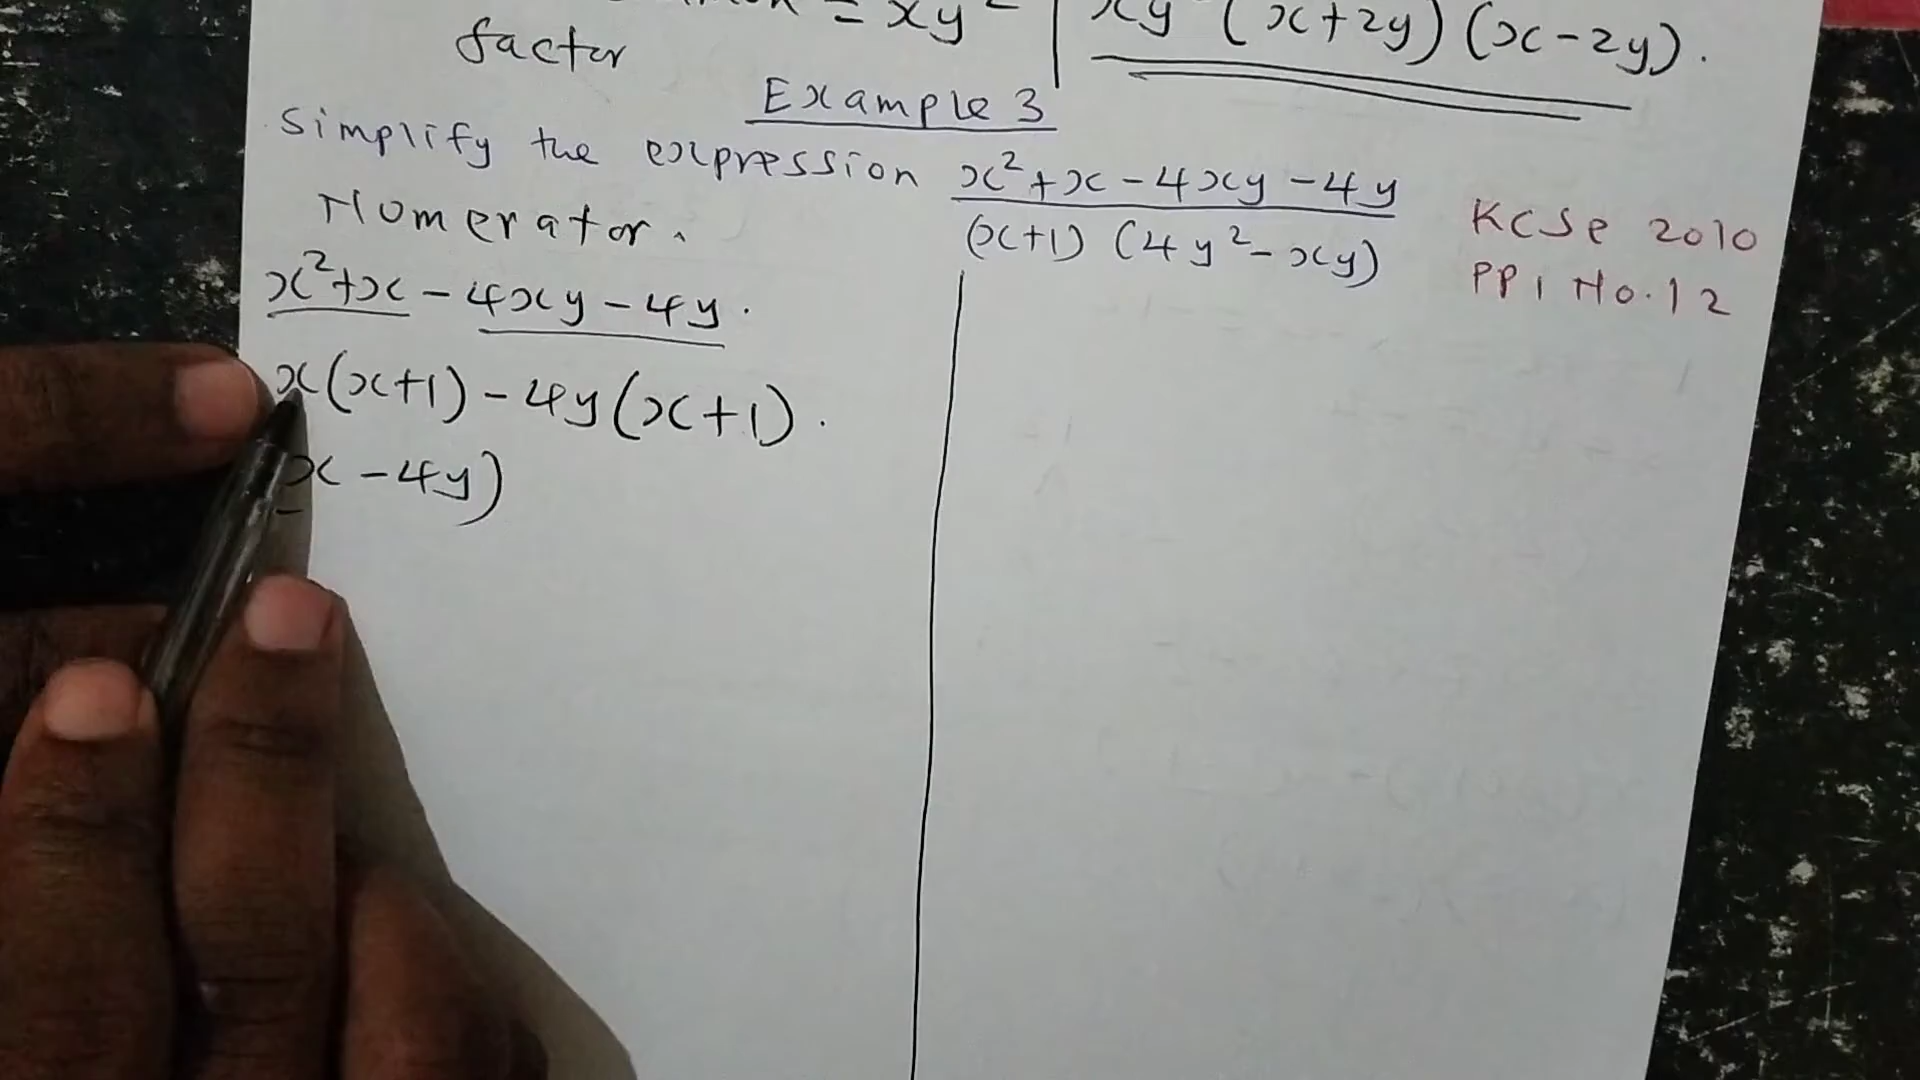 = xy² | xy (x+2y)(x-2y).
factor
Example 3
Simplify the expression x²+x-4xy-4y / (x+1)(4y²-xy)
KCSE 2010
PP1 No.12
Numerator.
x²+x-4xy-4y.
x(x+1)-4y(x+1).
x-4y)